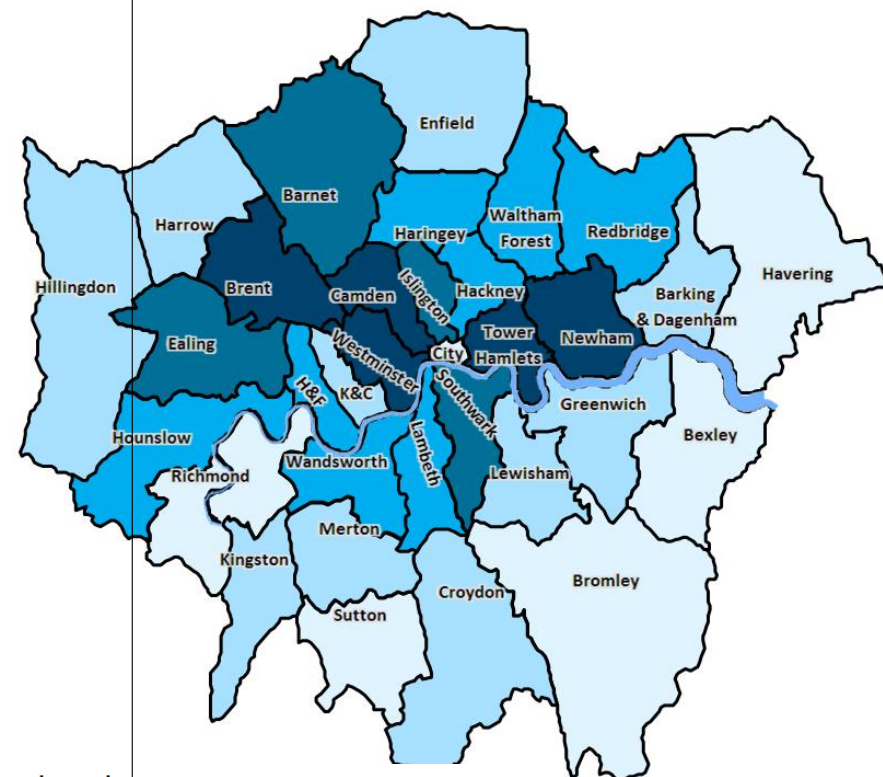 Enfield
Barnet
Harrow
Haringey
Waltham
Forest
Redbridge
Hillingdon
Brent
Camden
Islington
Hackney
Barking
& Dagenham
Havering
Ealing
Westminster
City
Tower
Hamlets
Newham
H&F
K&C
Southwark
Greenwich
Hounslow
Lambeth
Bexley
Richmond
Wandsworth
Lewisham
Merton
Kingston
Croydon
Bromley
Sutton